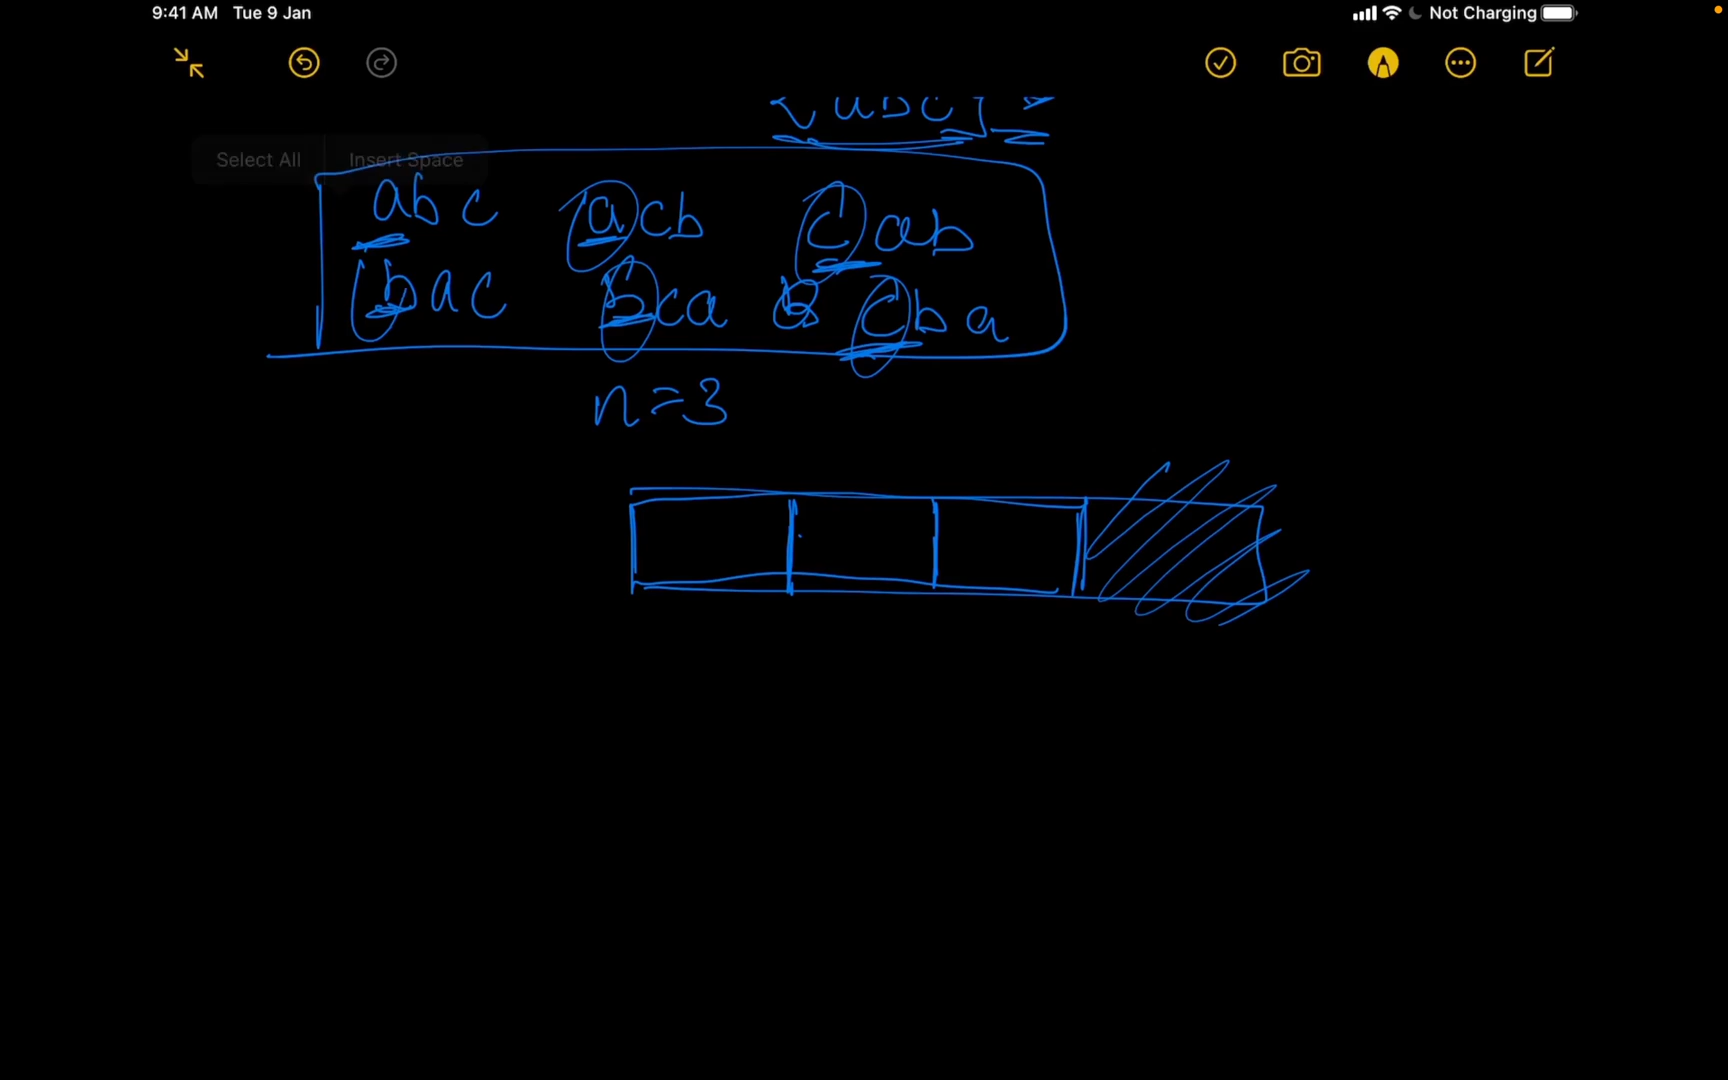 9:41 AM Tue 9 Jan Not Charging
Select All Insert Space
{abc}
abc acb cab
bac bca cba
n=3